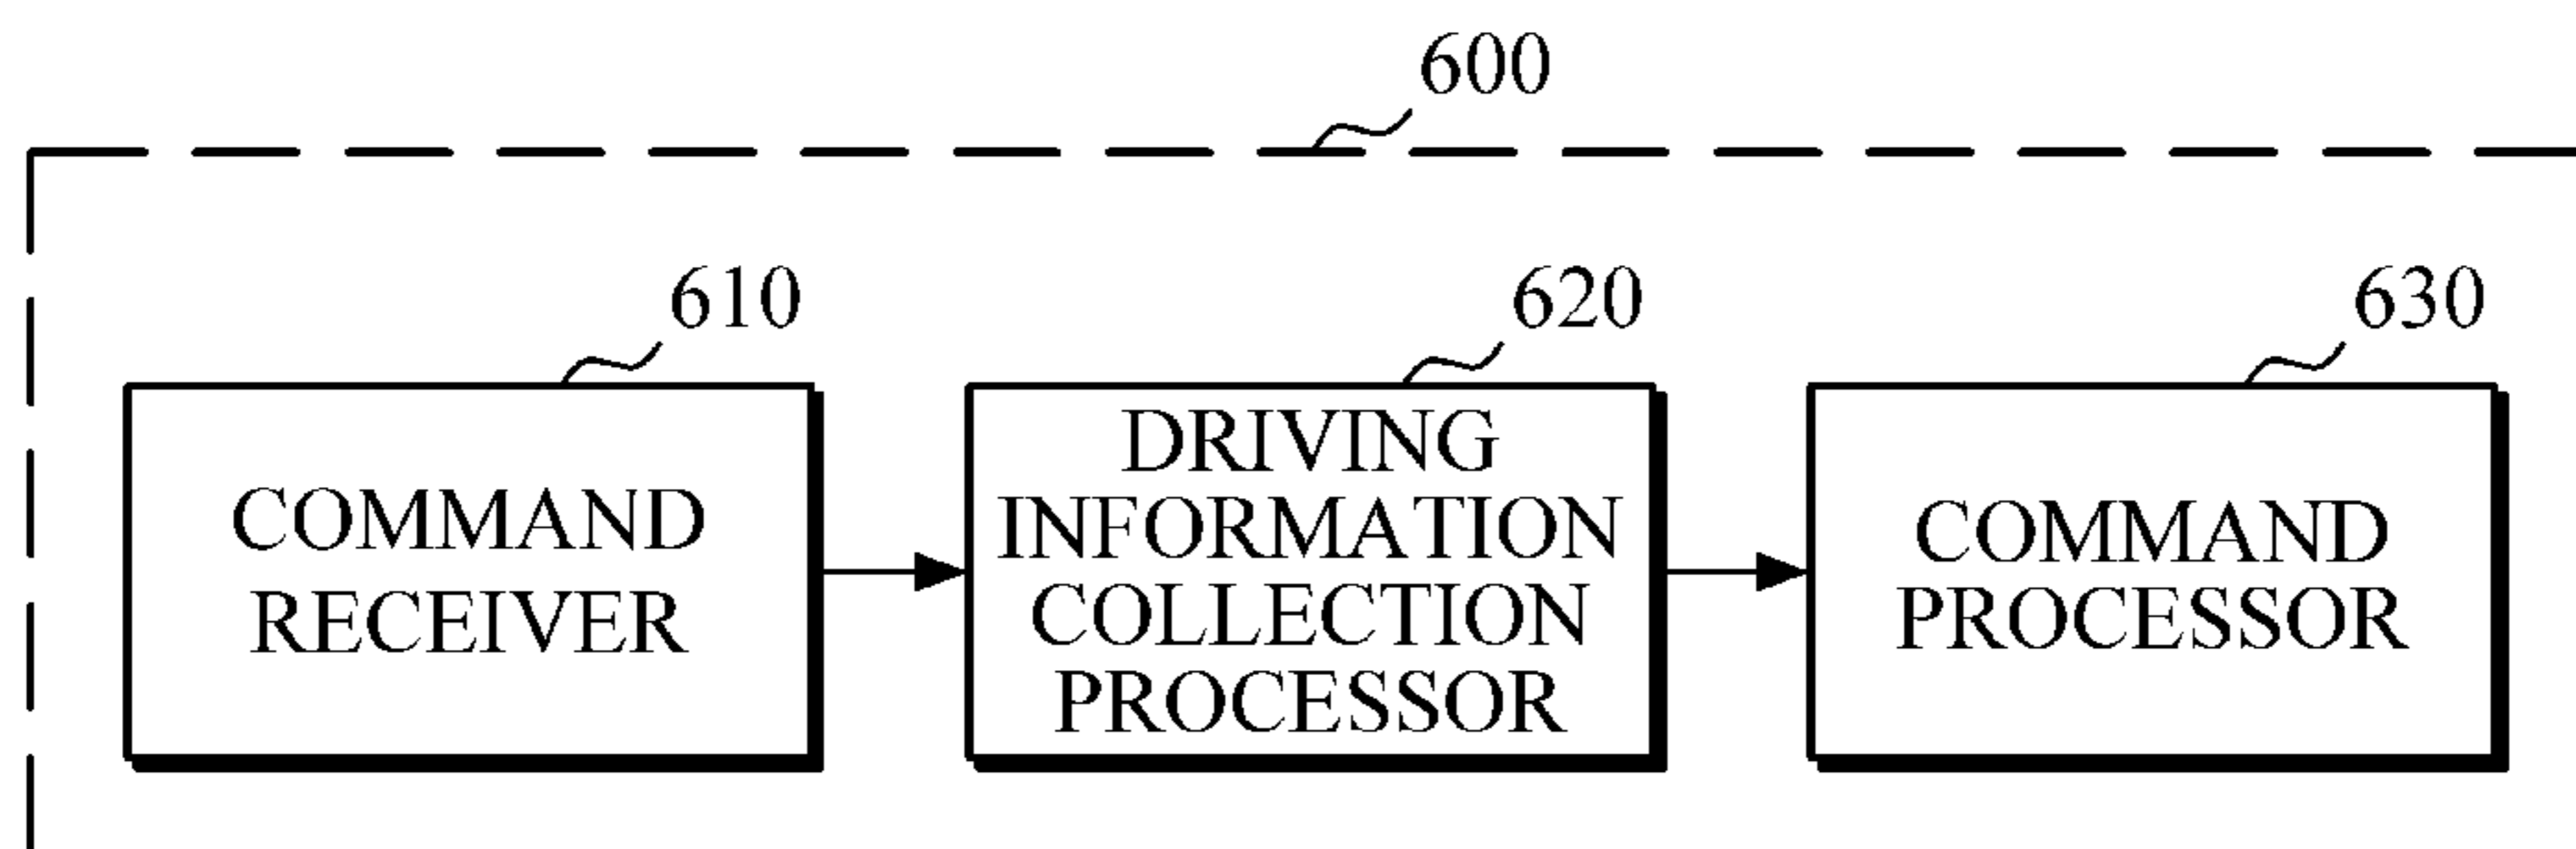 600
610
620
630
COMMAND
RECEIVER
DRIVING
INFORMATION
COLLECTION
PROCESSOR
COMMAND
PROCESSOR